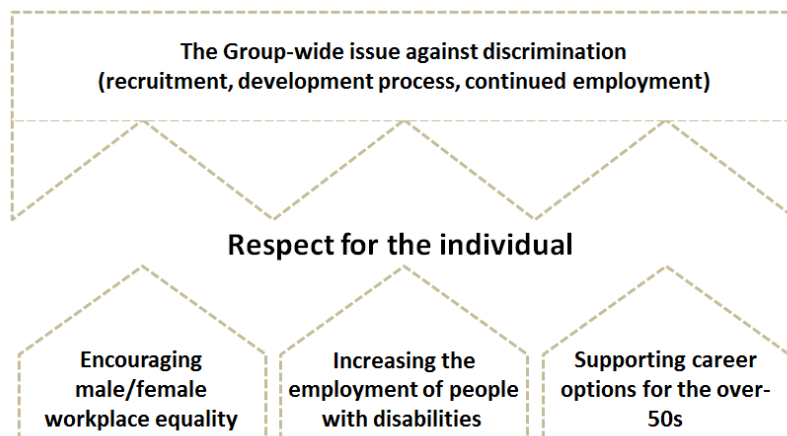 The Group-wide issue against discrimination
(recruitment, development process, continued employment)
Respect for the individual
Encouraging
male/female
workplace equality
Increasing the
employment of people
with disabilities
Supporting career
options for the over-
50s